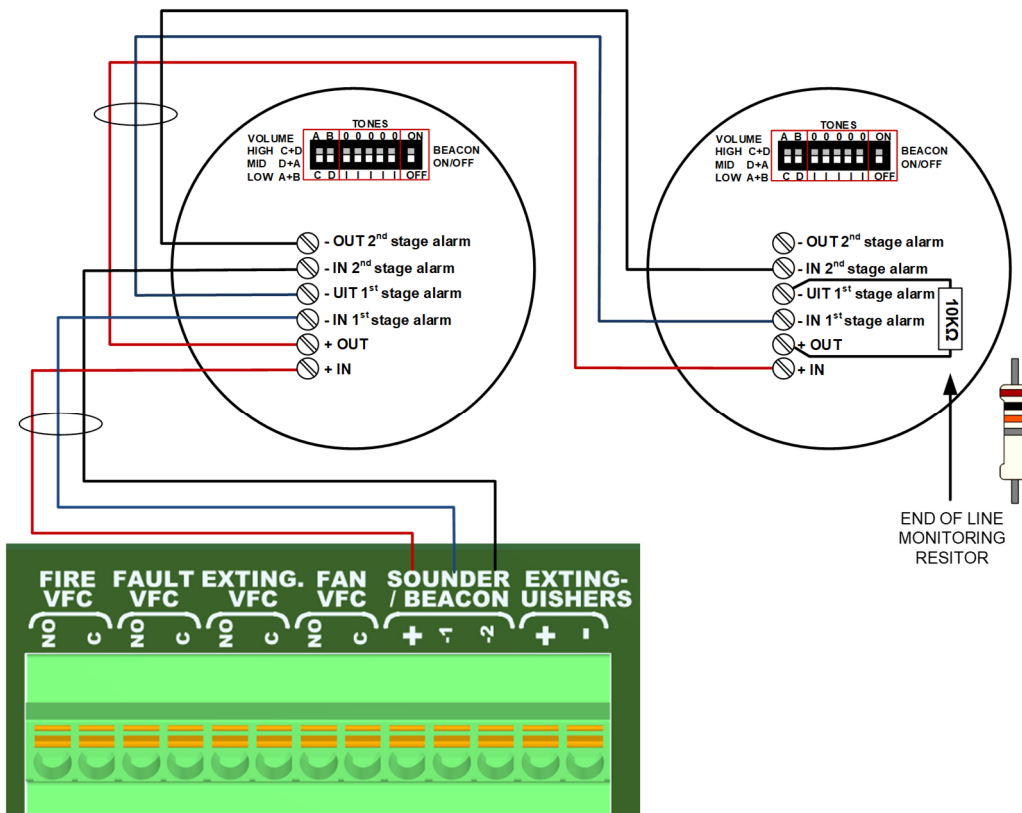 TONES
VOLUME A B 0 0 0 0 0 ON
HIGH C+D
MID D+A
LOW A+B
C D I I I I I OFF
BEACON
ON/OFF
- OUT 2nd stage alarm
- IN 2nd stage alarm
- UIT 1st stage alarm
- IN 1st stage alarm
+ OUT
+ IN
TONES
VOLUME A B 0 0 0 0 0 ON
HIGH C+D
MID D+A
LOW A+B
C D I I I I I OFF
BEACON
ON/OFF
- OUT 2nd stage alarm
- IN 2nd stage alarm
- UIT 1st stage alarm
- IN 1st stage alarm
+ OUT
+ IN
10KΩ
END OF LINE
MONITORING
RESITOR
FIRE
VFC
FAULT
VFC
EXTING.
VFC
FAN
VFC
SOUNDER
/ BEACON
EXTING-
UISHERS
NO C NO C NO C NO C + -1 -2 + -